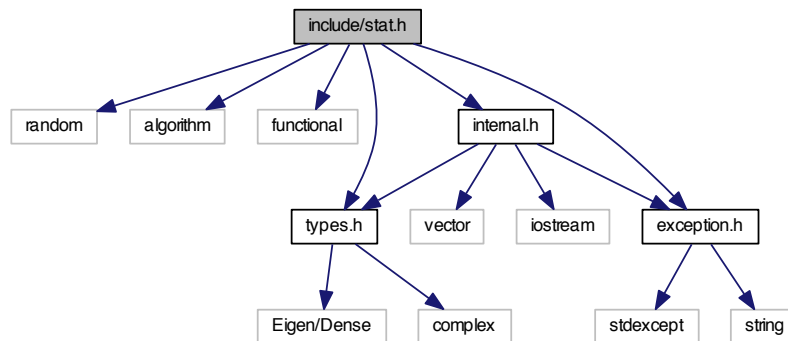 include/stat.h
random
algorithm
functional
internal.h
types.h
vector
iostream
exception.h
Eigen/Dense
complex
stdexcept
string